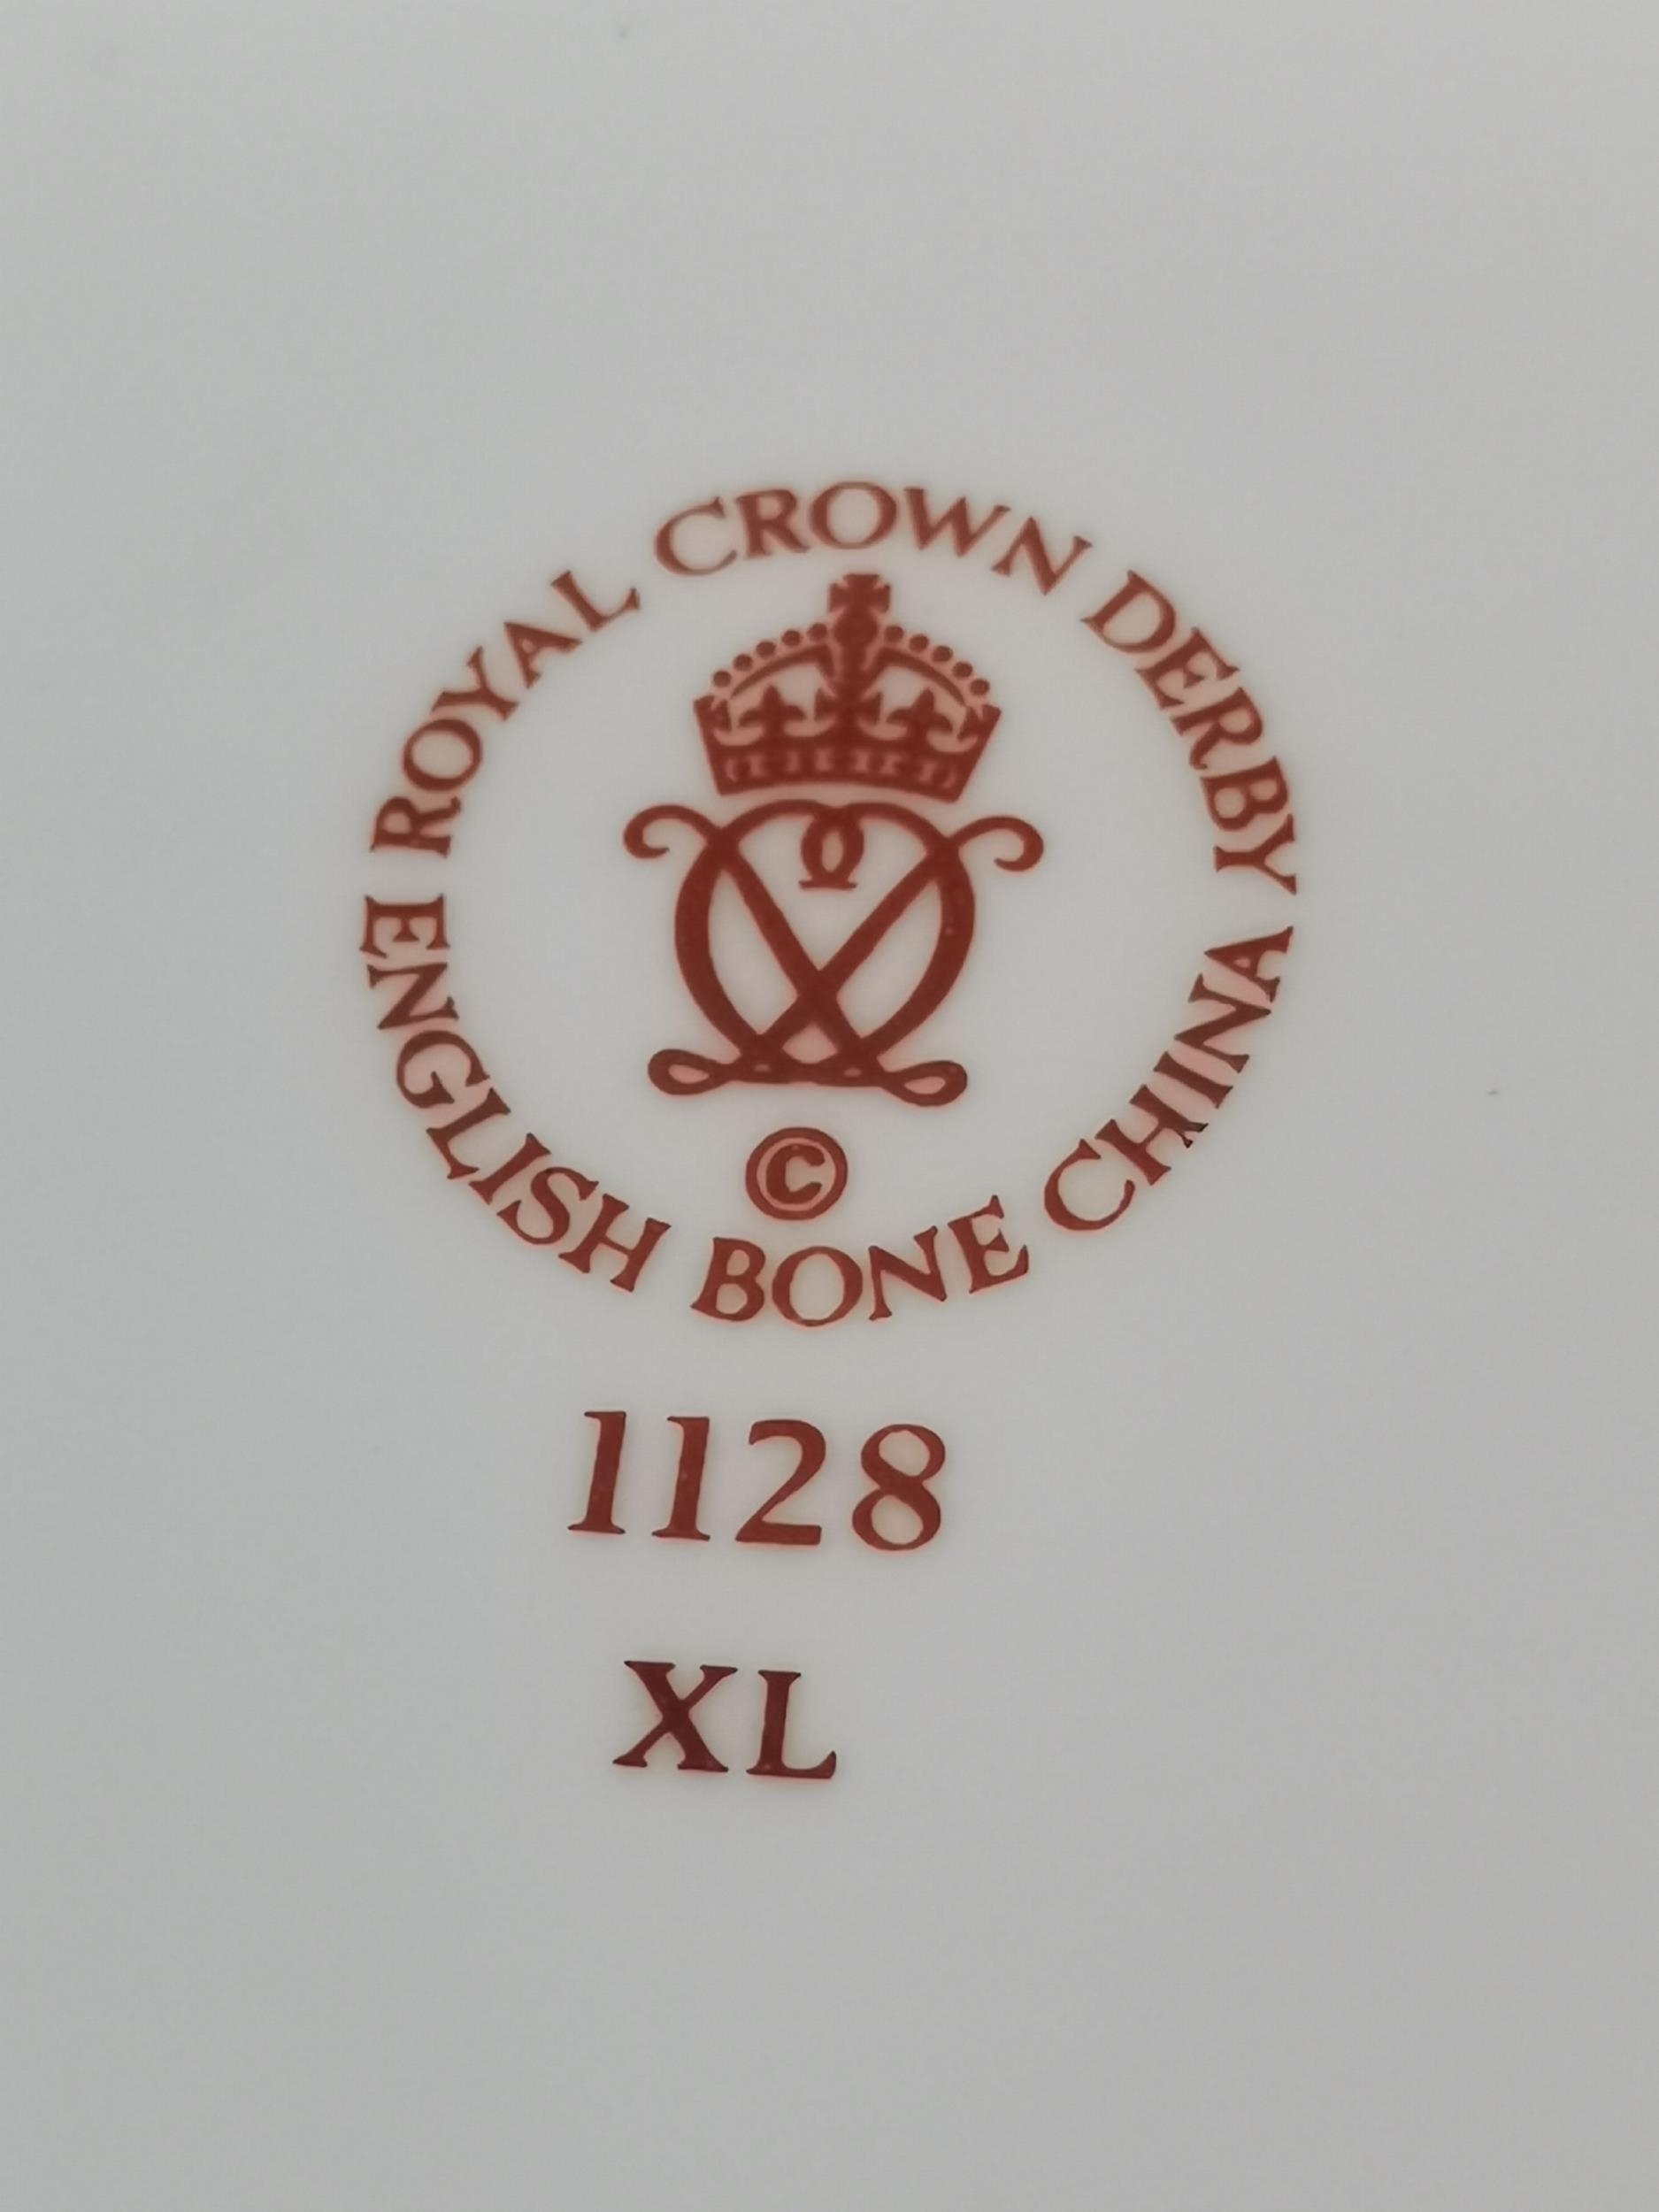 ROYAL CROWN DERBY
ENGLISH BONE CHINA
©
1128
XL